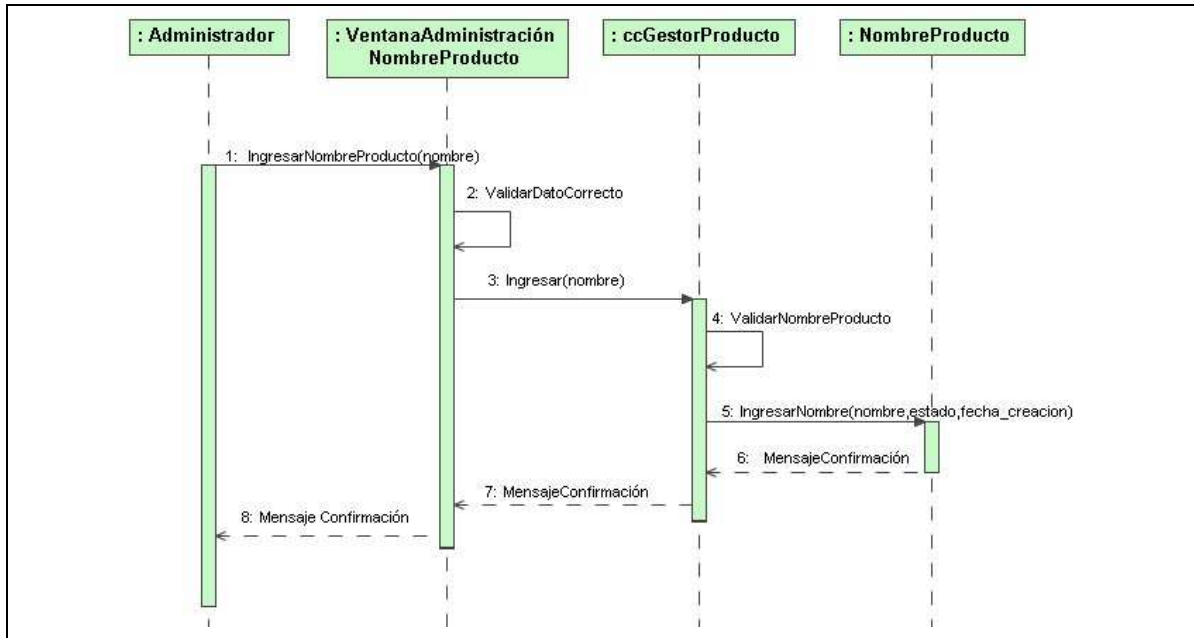 : Administrador
: VentanaAdministración
NombreProducto
: ccGestorProducto
: NombreProducto
1: IngresarNombreProducto(nombre)
2: ValidarDatoCorrecto
3: Ingresar(nombre)
4: ValidarNombreProducto
5: IngresarNombre(nombre,estado,fecha_creacion)
6: MensajeConfirmación
7: MensajeConfirmación
8: Mensaje Confirmación